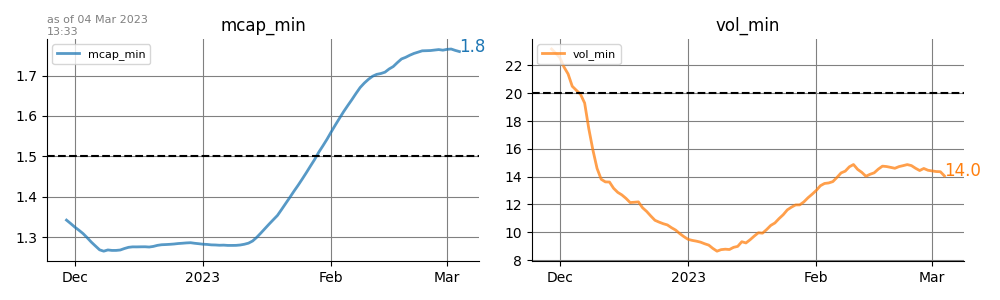 as of 04 Mar 2023
13:33
mcap_min
mcap_min
1.8
1.7
1.6
1.5
1.4
1.3
Dec
2023
Feb
Mar
vol_min
vol_min
22
20
18
16
14
12
10
8
14.0
Dec
2023
Feb
Mar